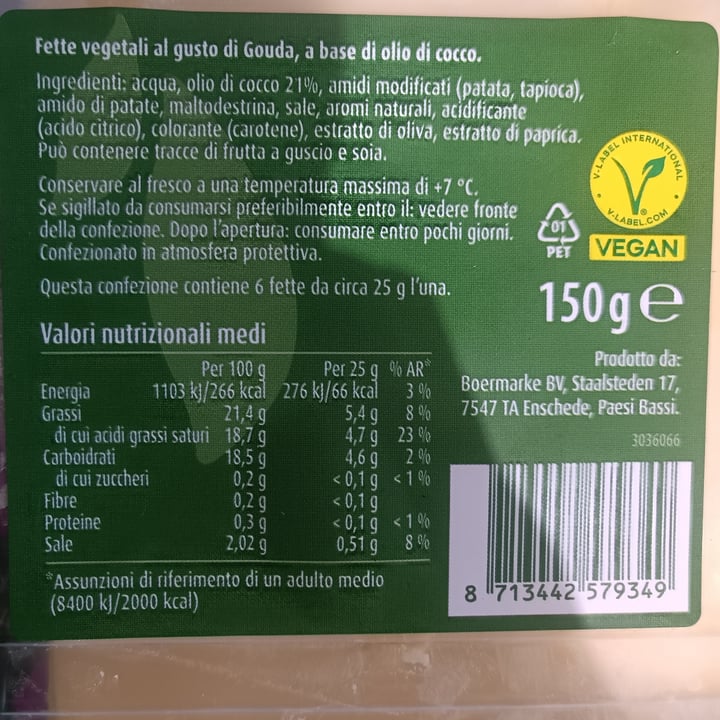 Fette vegetali al gusto di Gouda, a base di olio di cocco.
Ingredienti: acqua, olio di cocco 21%, amidi modificati (patata, tapioca),
amido di patate, maltodestrina, sale, aromi naturali, acidificante
(acido citrico), colorante (carotene), estratto di oliva, estratto di paprica.
Può contenere tracce di frutta a guscio e soia.
Conservare al fresco a una temperatura massima di +7 °C.
Se sigillato da consumarsi preferibilmente entro il: vedere fronte
della confezione. Dopo l'apertura: consumare entro pochi giorni.
Confezionato in atmosfera protettiva.
Questa confezione contiene 6 fette da circa 25 g l'una.
V-LABEL INTERNATIONAL
V-LABEL.COM
®
VEGAN
01
PET
150g e
Valori nutrizionali medi
Per 100 g Per 25 g % AR*
Energia 1103 kJ/266 kcal 276 kJ/66 kcal 3 %
Grassi 21,4 g 5,4 g 8 %
di cui acidi grassi saturi 18,7 g 4,7 g 23 %
Carboidrati 18,5 g 4,6 g 2 %
di cui zuccheri 0,2 g < 0,1 g < 1 %
Fibre 0,2 g < 0,1 g
Proteine 0,3 g < 0,1 g < 1 %
Sale 2,02 g 0,51 g 8 %
*Assunzioni di riferimento di un adulto medio
(8400 kJ/2000 kcal)
Prodotto da:
Boermarke BV, Staalsteden 17,
7547 TA Enschede, Paesi Bassi.
3036066
8 713442 579349